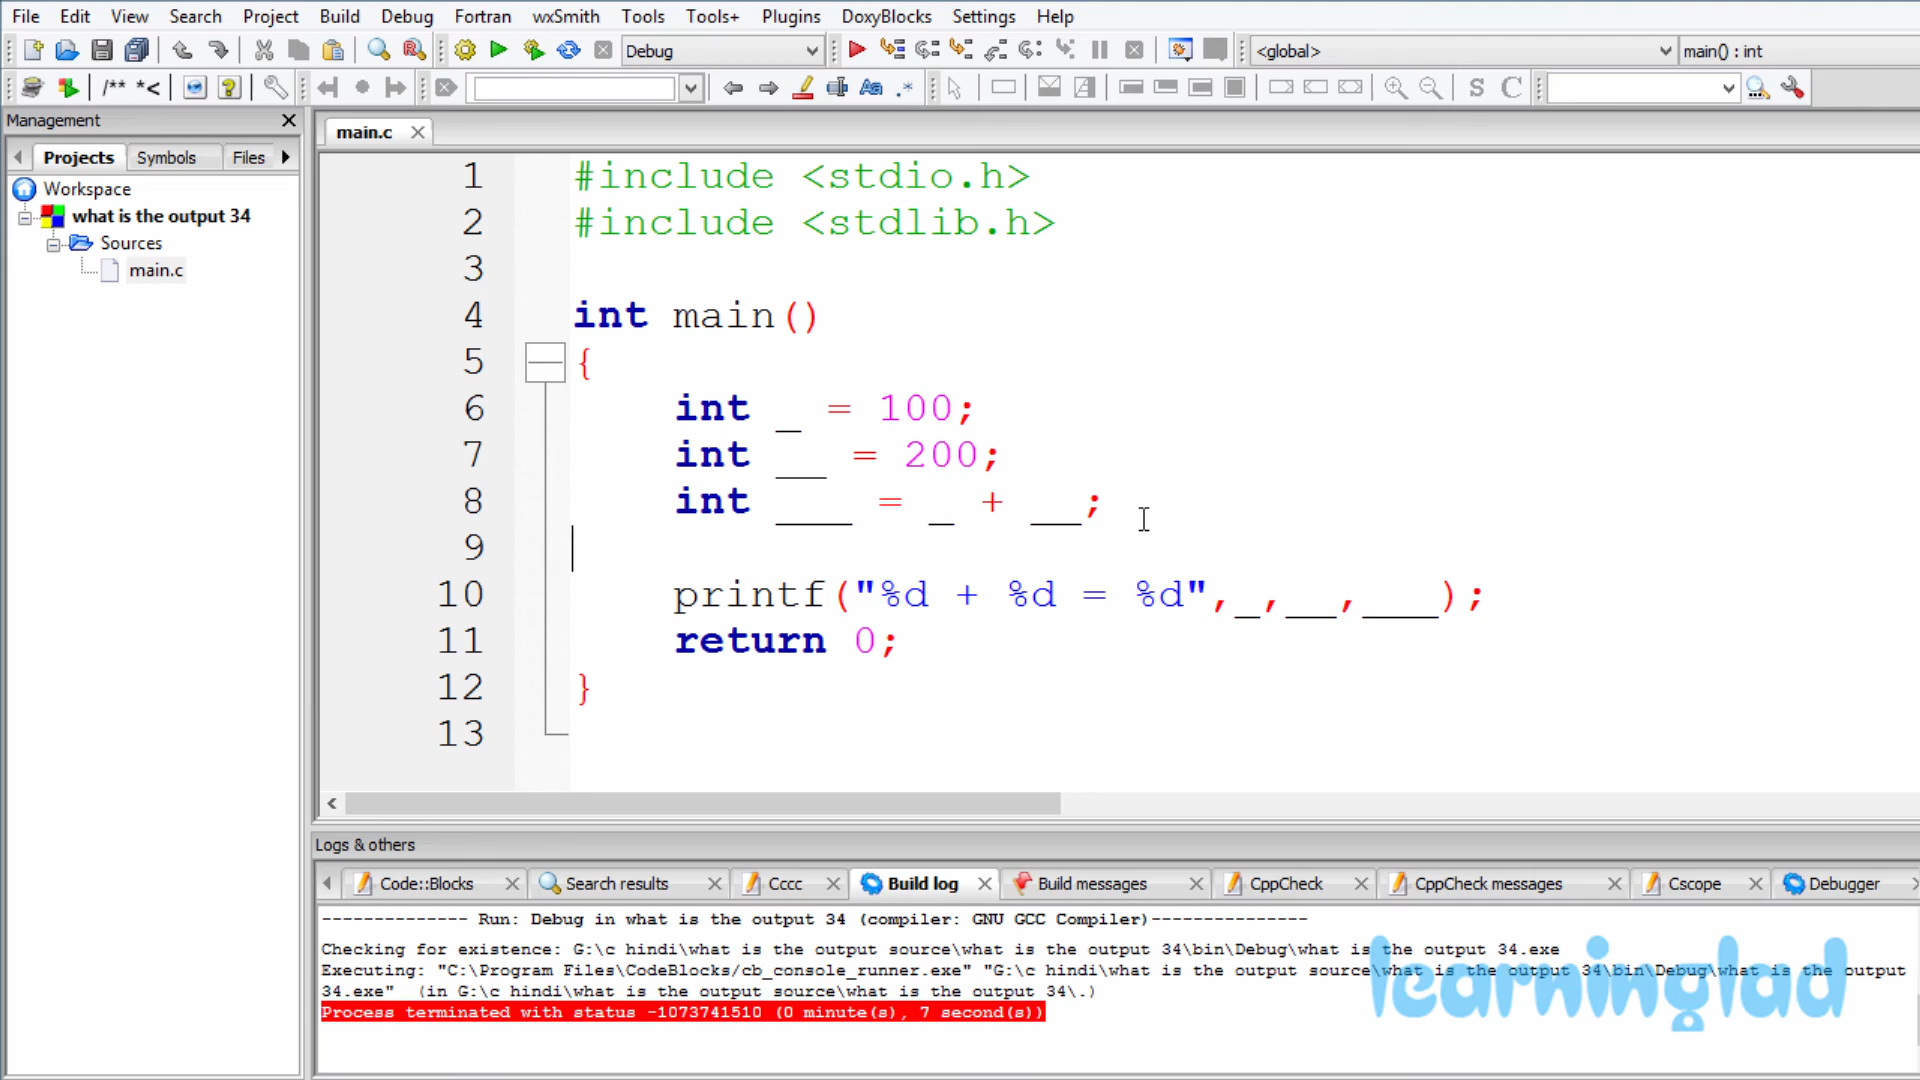 File Edit View Search Project Build Debug Fortran wxSmith Tools Tools+ Plugins DoxyBlocks Settings Help
Debug <global> main() : int
/** *< Aa .* S C
Management
Projects Symbols Files
Workspace
what is the output 34
Sources
main.c
main.c
1 #include <stdio.h>
2 #include <stdlib.h>
3
4 int main()
5 {
6 int _ = 100;
7 int __ = 200;
8 int ___ = _ + __;
9
10 printf("%d + %d = %d",_,__,___);
11 return 0;
12 }
13
Logs & others
Code::Blocks Search results Cccc Build log Build messages CppCheck CppCheck messages Cscope Debugger
-------------- Run: Debug in what is the output 34 (compiler: GNU GCC Compiler)---------------
Checking for existence: G:\c hindi\what is the output source\what is the output 34\bin\Debug\what is the output 34.exe
Executing: "C:\Program Files\CodeBlocks/cb_console_runner.exe" "G:\c hindi\what is the output source\what is the output 34\bin\Debug\what is the output
34.exe"  (in G:\c hindi\what is the output source\what is the output 34\.)
Process terminated with status -1073741510 (0 minute(s), 7 second(s))
learninglad